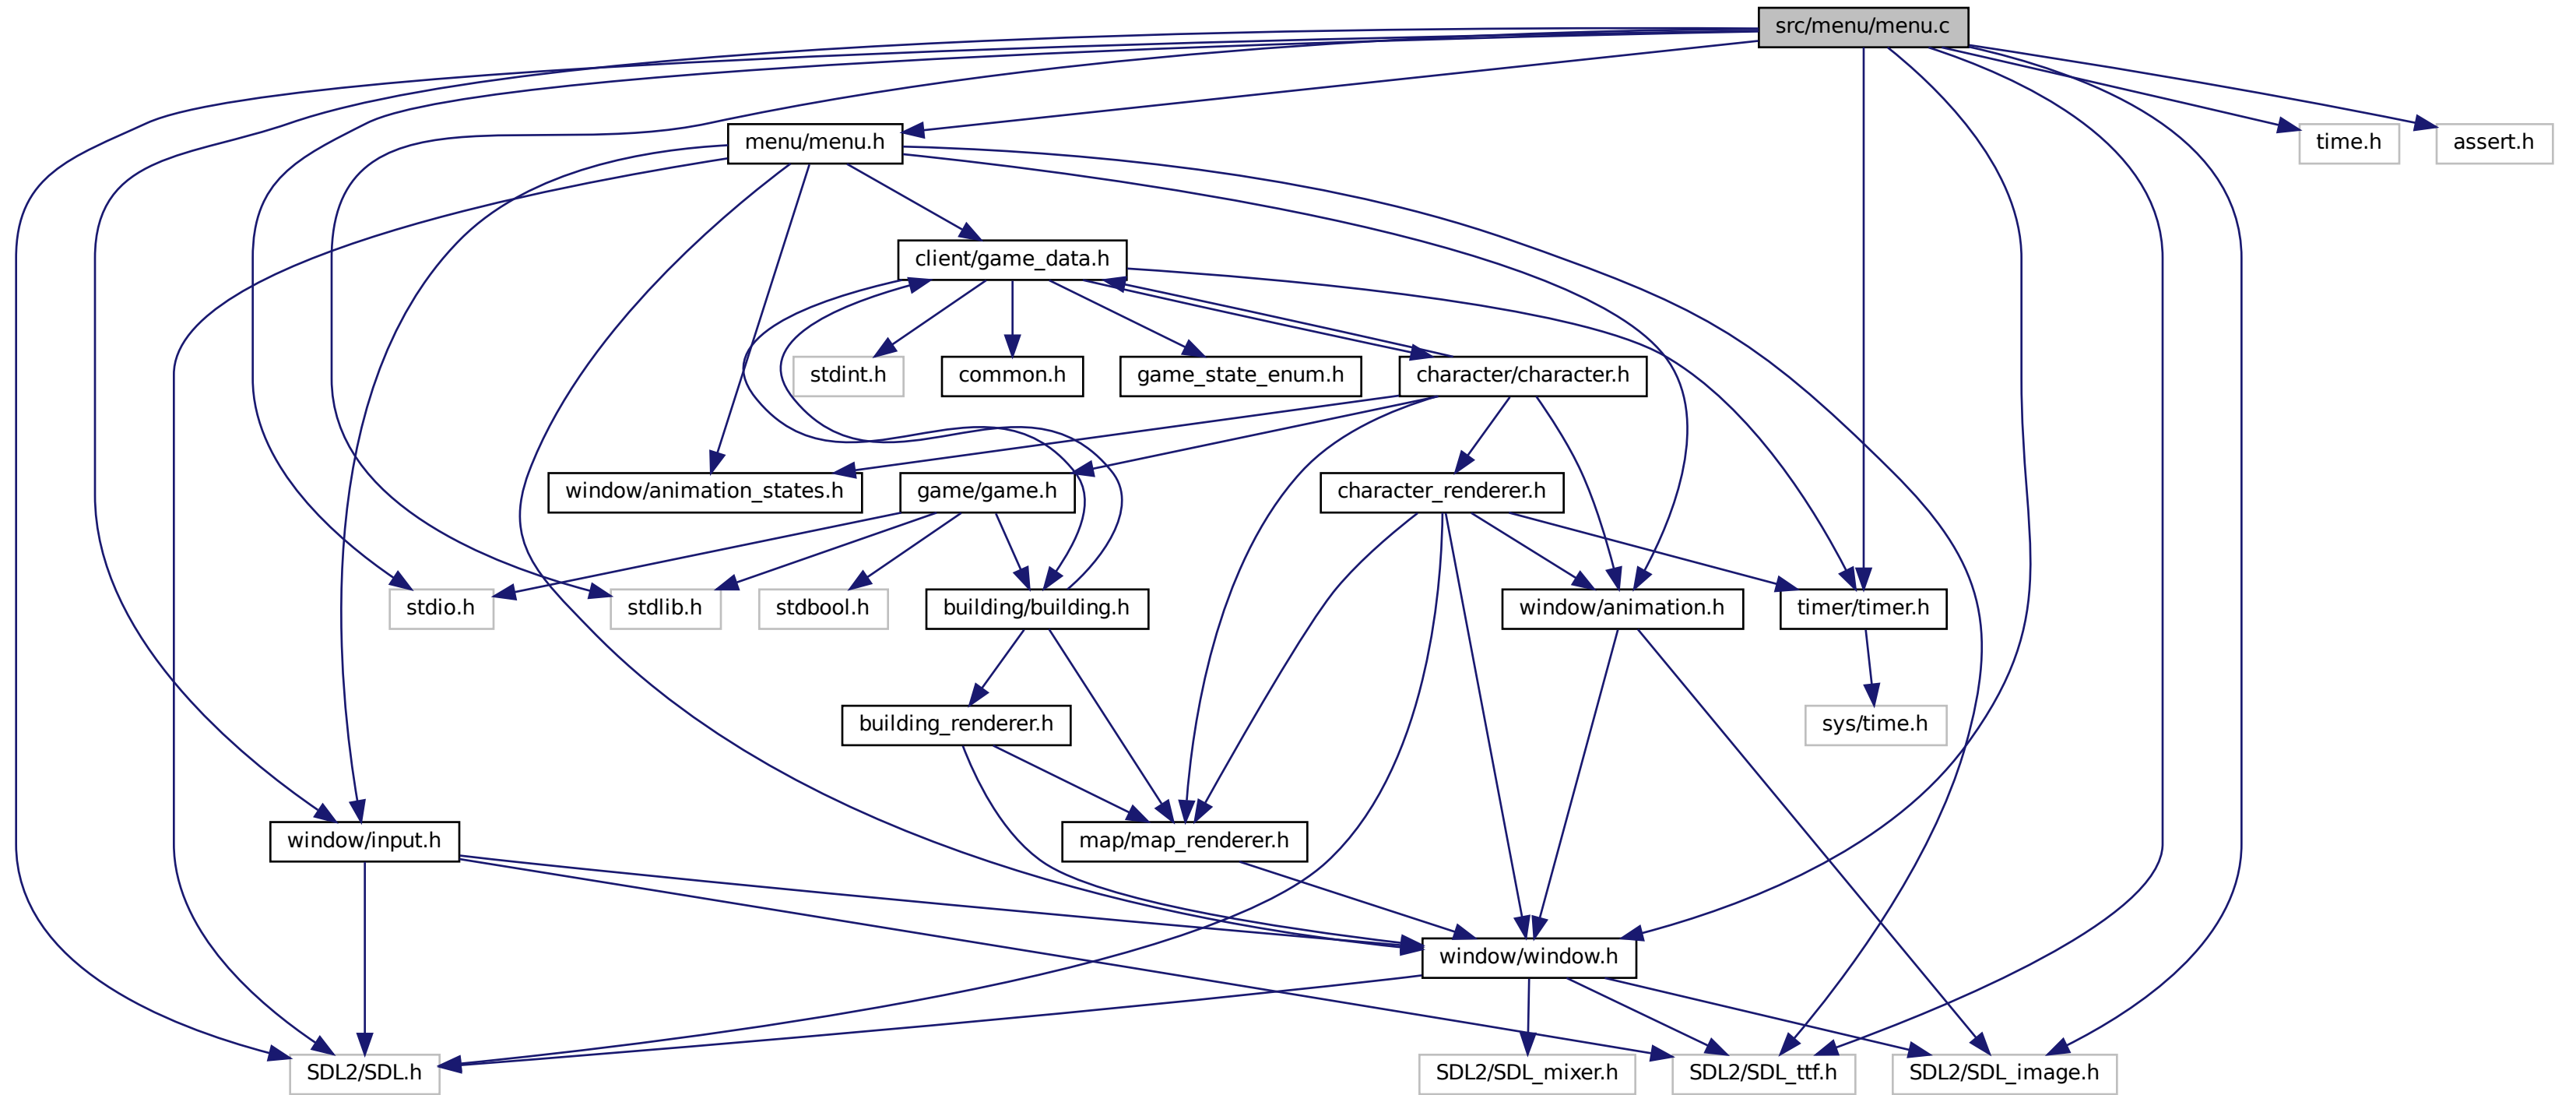 src/menu/menu.c
menu/menu.h
time.h
assert.h
client/game_data.h
stdint.h
common.h
game_state_enum.h
character/character.h
window/animation_states.h
game/game.h
character_renderer.h
stdio.h
stdlib.h
stdbool.h
building/building.h
window/animation.h
timer/timer.h
building_renderer.h
sys/time.h
window/input.h
map/map_renderer.h
window/window.h
SDL2/SDL.h
SDL2/SDL_mixer.h
SDL2/SDL_ttf.h
SDL2/SDL_image.h